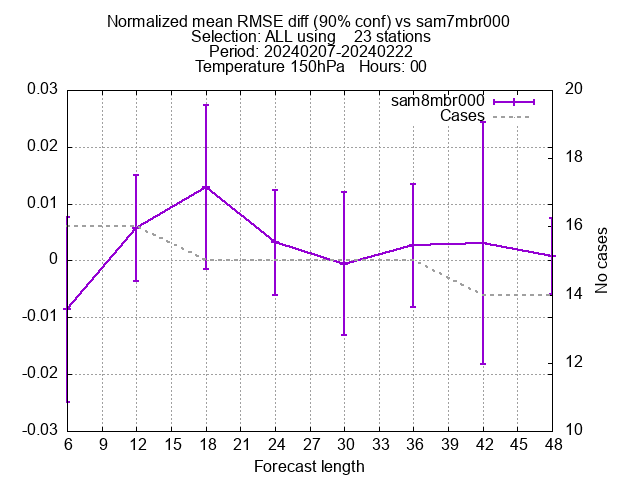 Normalized mean RMSE diff (90% conf) vs sam7mbr000
Selection: ALL using    23 stations
Period: 20240207-20240222
Temperature 150hPa   Hours: 00
0.03
0.02
0.01
0
-0.01
-0.02
-0.03
sam8mbr000
Cases
20
18
16
14
12
10
No cases
6 9 12 15 18 21 24 27 30 33 36 39 42 45 48
Forecast length